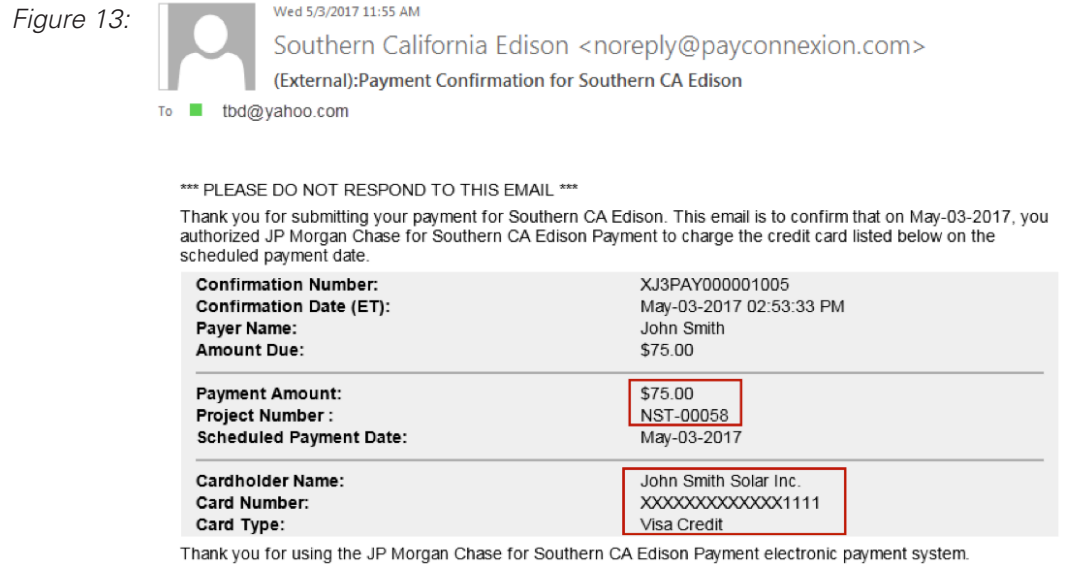 Figure 13:
Wed 5/3/2017 11:55 AM
Southern California Edison <noreply@payconnexion.com>
(External):Payment Confirmation for Southern CA Edison
To tbd@yahoo.com
*** PLEASE DO NOT RESPOND TO THIS EMAIL ***
Thank you for submitting your payment for Southern CA Edison. This email is to confirm that on May-03-2017, you
authorized JP Morgan Chase for Southern CA Edison Payment to charge the credit card listed below on the
scheduled payment date.
Confirmation Number: XJ3PAY000001005
Confirmation Date (ET): May-03-2017 02:53:33 PM
Payer Name: John Smith
Amount Due: $75.00
Payment Amount: $75.00
Project Number : NST-00058
Scheduled Payment Date: May-03-2017
Cardholder Name: John Smith Solar Inc.
Card Number: XXXXXXXXXXXXX1111
Card Type: Visa Credit
Thank you for using the JP Morgan Chase for Southern CA Edison Payment electronic payment system.